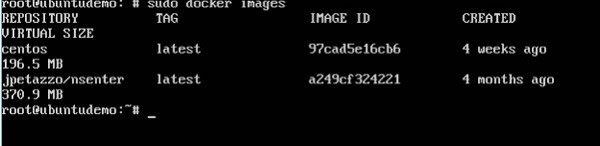 root@ubuntudemo: # sudo docker images
REPOSITORY TAG IMAGE ID CREATED
VIRTUAL SIZE
centos latest 97cad5e16cb6 4 weeks ago
196.5 MB
jpetazzo/nsenter latest a249cf324221 4 months ago
370.9 MB
root@ubuntudemo:~# _